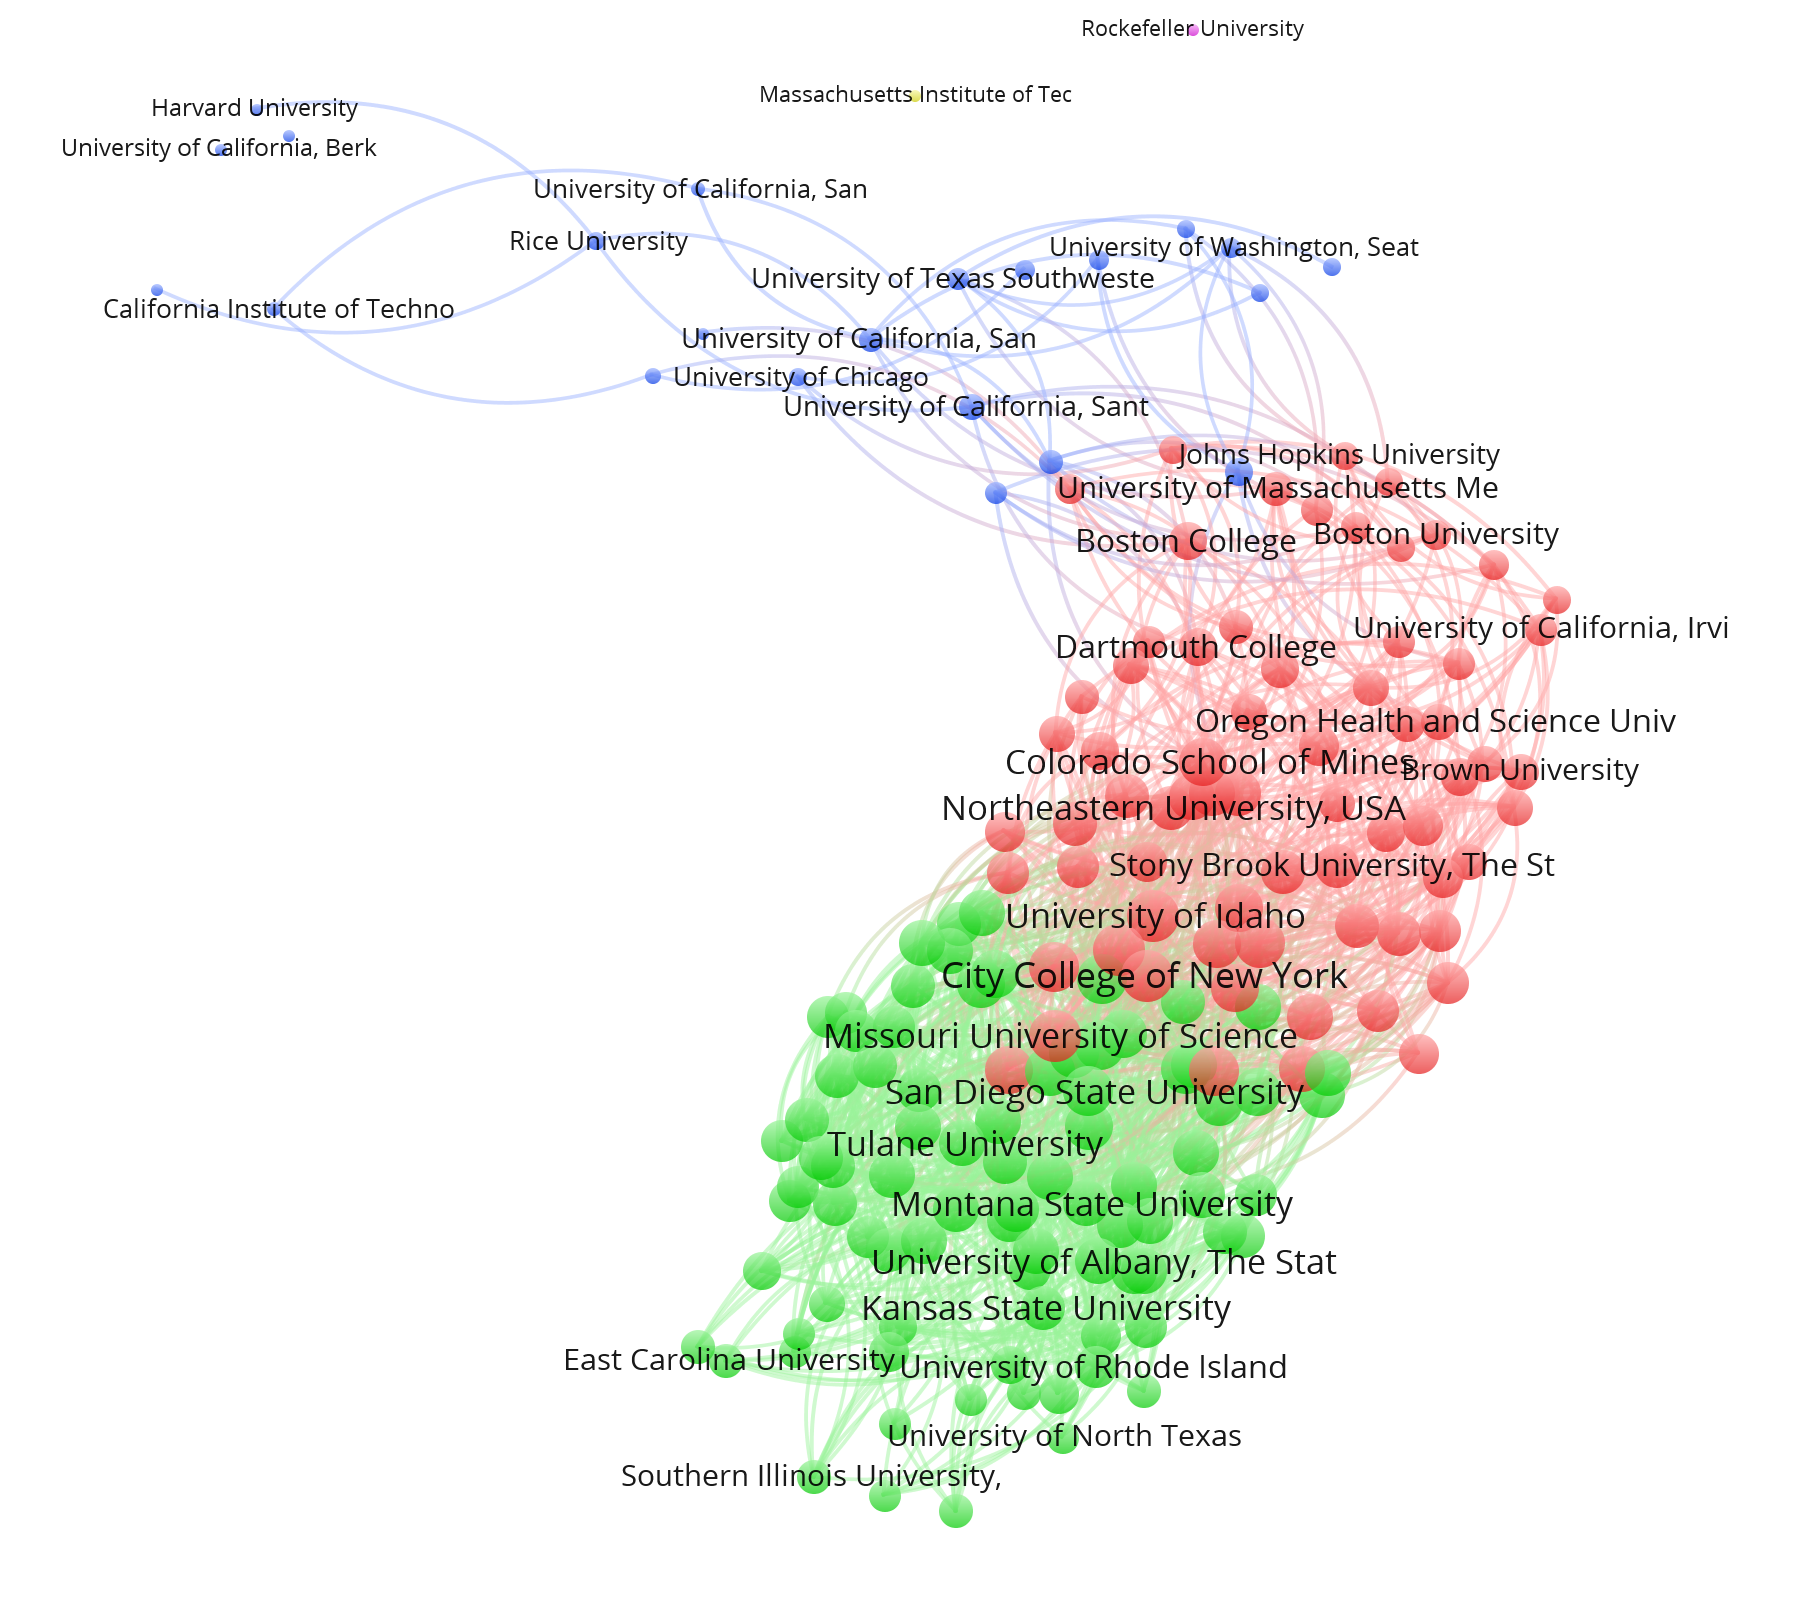 Rockefeller University
Massachusetts Institute of Tec
Harvard University
University of California, Berk
University of California, San
Rice University
University of Washington, Seat
University of Texas Southweste
California Institute of Techno
University of California, San
University of Chicago
University of California, Sant
Johns Hopkins University
University of Massachusetts Me
Boston University
Boston College
University of California, Irvi
Dartmouth College
Oregon Health and Science Univ
Colorado School of Mines
Brown University
Northeastern University, USA
Stony Brook University, The St
University of Idaho
City College of New York
Missouri University of Science
San Diego State University
Tulane University
Montana State University
University of Albany, The Stat
Kansas State University
East Carolina University
University of Rhode Island
University of North Texas
Southern Illinois University,